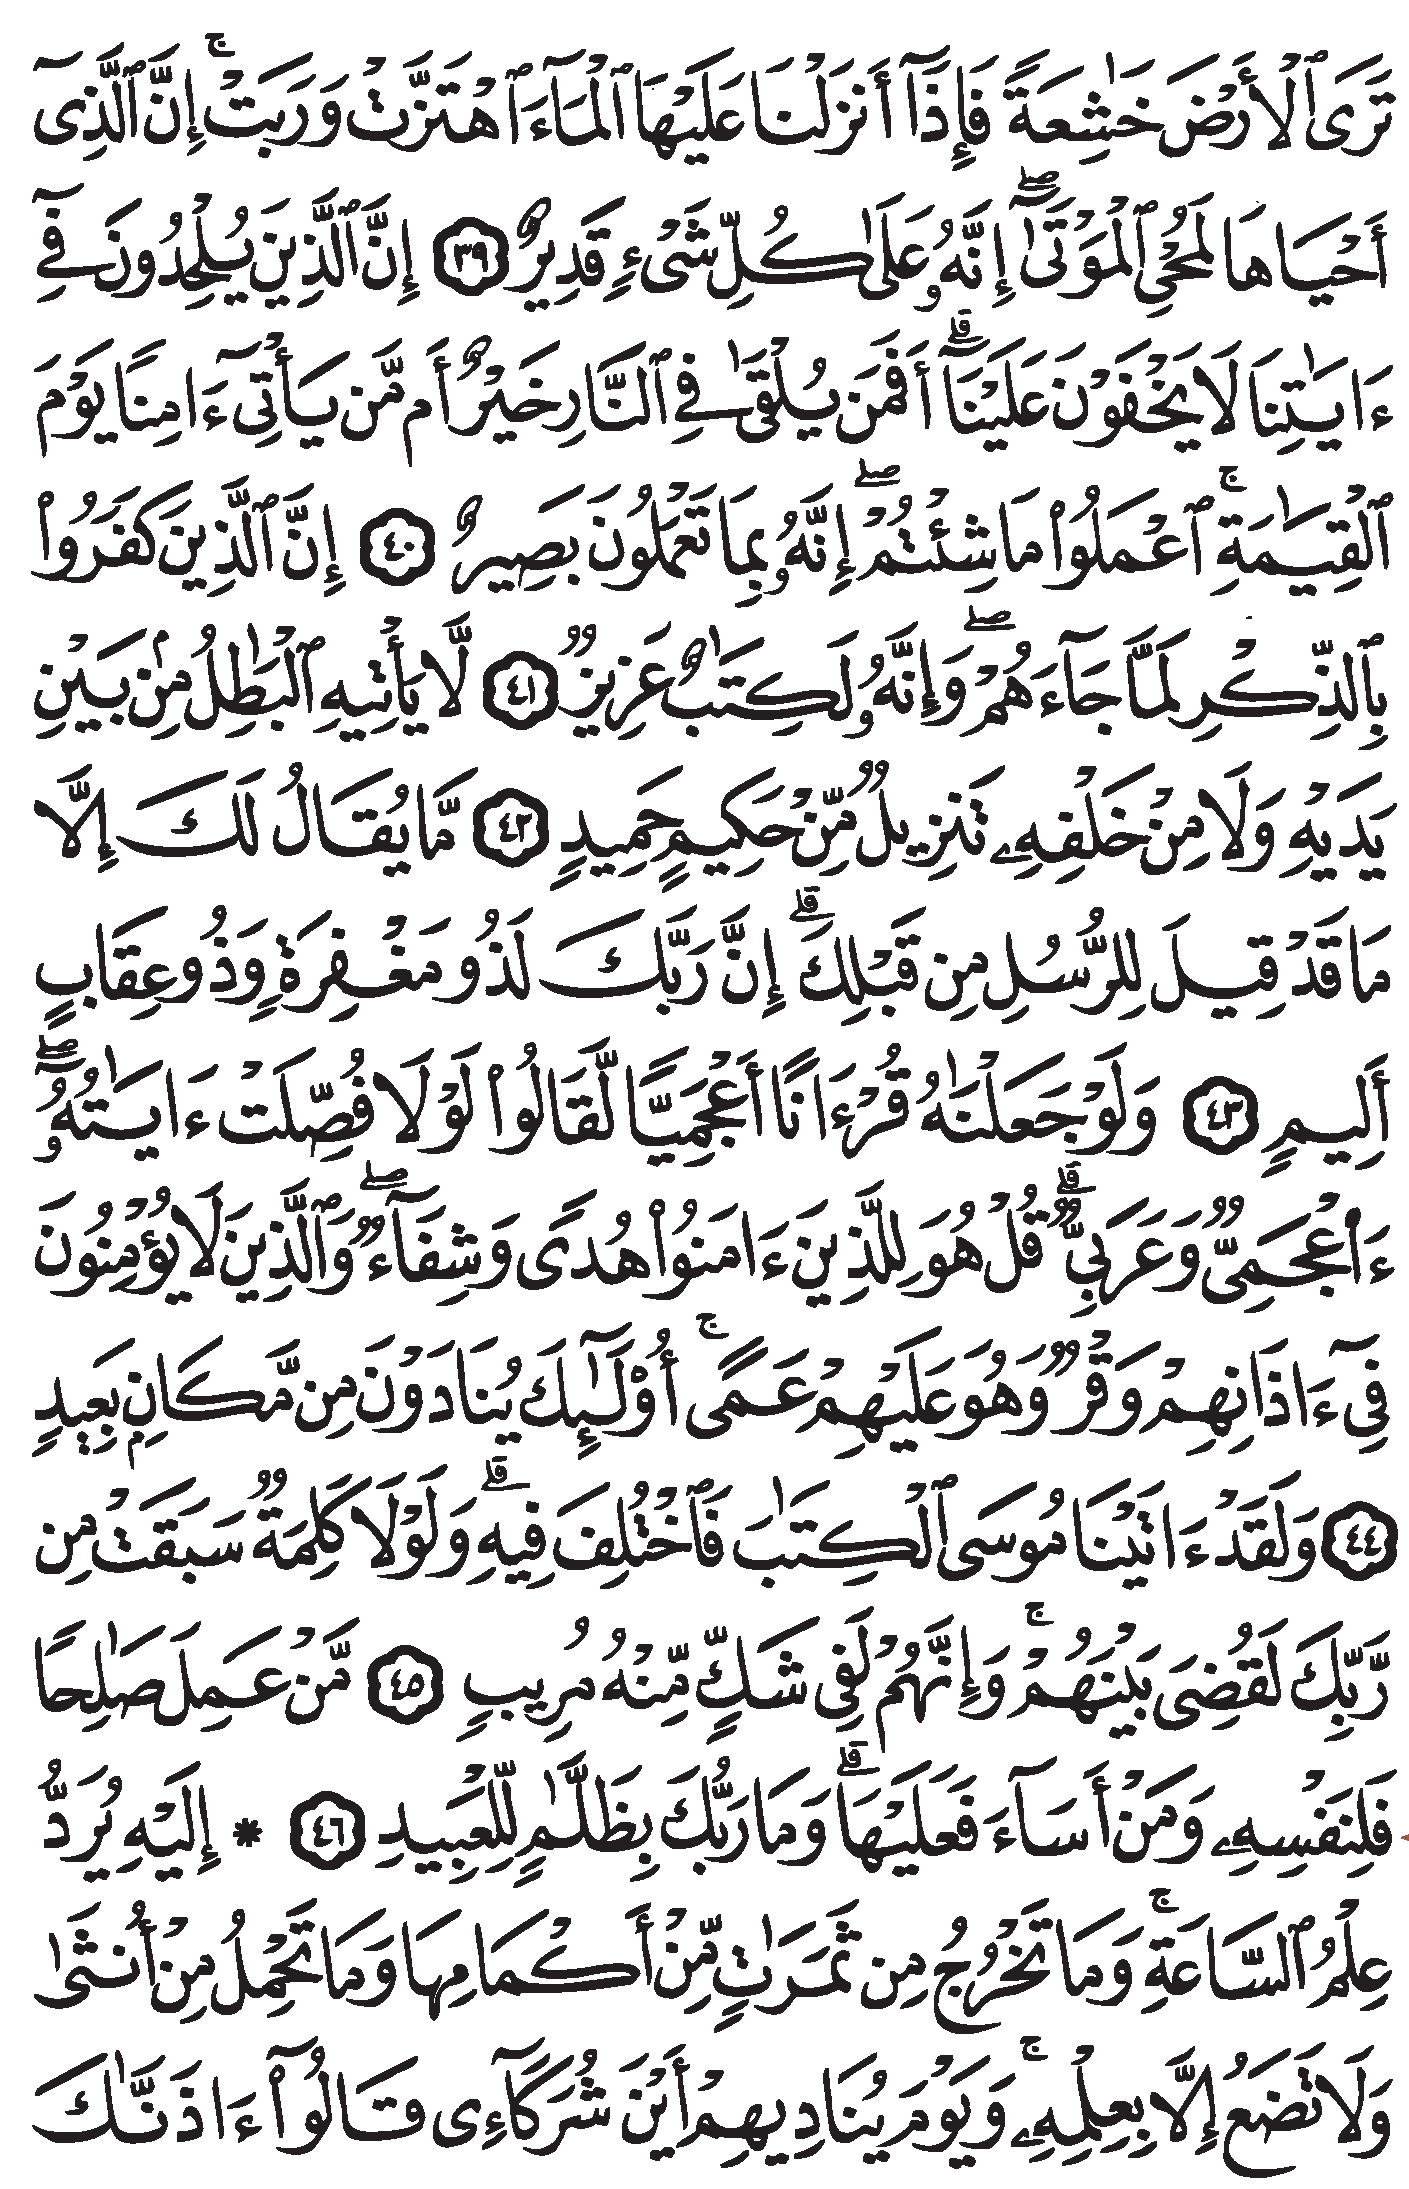 تَرَى ٱلْأَرْضَ خَٰشِعَةً فَإِذَآ أَنزَلْنَا عَلَيْهَا ٱلْمَآءَ ٱهْتَزَّتْ وَرَبَتْ ۚ إِنَّ ٱلَّذِىٓ
أَحْيَاهَا لَمُحْىِ ٱلْمَوْتَىٰٓ ۖ إِنَّهُۥ عَلَىٰ كُلِّ شَىْءٍ قَدِيرٌ ٣٩ إِنَّ ٱلَّذِينَ يُلْحِدُونَ فِىٓ
ءَايَٰتِنَا لَا يَخْفَوْنَ عَلَيْنَآ ۗ أَفَمَن يُلْقَىٰ فِى ٱلنَّارِ خَيْرٌ أَم مَّن يَأْتِىٓ ءَامِنًا يَوْمَ
ٱلْقِيَٰمَةِ ۚ ٱعْمَلُوا۟ مَا شِئْتُمْ ۖ إِنَّهُۥ بِمَا تَعْمَلُونَ بَصِيرٌ ٤٠ إِنَّ ٱلَّذِينَ كَفَرُوا۟
بِٱلذِّكْرِ لَمَّا جَآءَهُمْ ۖ وَإِنَّهُۥ لَكِتَٰبٌ عَزِيزٌ ٤١ لَّا يَأْتِيهِ ٱلْبَٰطِلُ مِنۢ بَيْنِ
يَدَيْهِ وَلَا مِنْ خَلْفِهِۦ تَنزِيلٌ مِّنْ حَكِيمٍ حَمِيدٍ ٤٢ مَّا يُقَالُ لَكَ إِلَّا
مَا قَدْ قِيلَ لِلرُّسُلِ مِن قَبْلِكَ ۗ إِنَّ رَبَّكَ لَذُو مَغْفِرَةٍ وَذُو عِقَابٍ
أَلِيمٍ ٤٣ وَلَوْ جَعَلْنَٰهُ قُرْءَانًا أَعْجَمِيًّا لَّقَالُوا۟ لَوْلَا فُصِّلَتْ ءَايَٰتُهُۥٓ ۖ
ءَا۬عْجَمِىٌّ وَعَرَبِىٌّ ۗ قُلْ هُوَ لِلَّذِينَ ءَامَنُوا۟ هُدًى وَشِفَآءٌ ۖ وَٱلَّذِينَ لَا يُؤْمِنُونَ
فِىٓ ءَاذَانِهِمْ وَقْرٌ وَهُوَ عَلَيْهِمْ عَمًى ۚ أُو۟لَٰٓئِكَ يُنَادَوْنَ مِن مَّكَانٍۭ بَعِيدٍ
٤٤ وَلَقَدْ ءَاتَيْنَا مُوسَى ٱلْكِتَٰبَ فَٱخْتُلِفَ فِيهِ ۗ وَلَوْلَا كَلِمَةٌ سَبَقَتْ مِن
رَّبِّكَ لَقُضِىَ بَيْنَهُمْ ۚ وَإِنَّهُمْ لَفِى شَكٍّ مِّنْهُ مُرِيبٍ ٤٥ مَّنْ عَمِلَ صَٰلِحًا
فَلِنَفْسِهِۦ وَمَنْ أَسَآءَ فَعَلَيْهَا ۗ وَمَا رَبُّكَ بِظَلَّٰمٍ لِّلْعَبِيدِ ٤٦ * إِلَيْهِ يُرَدُّ
عِلْمُ ٱلسَّاعَةِ ۚ وَمَا تَخْرُجُ مِن ثَمَرَٰتٍ مِّنْ أَكْمَامِهَا وَمَا تَحْمِلُ مِنْ أُنثَىٰ
وَلَا تَضَعُ إِلَّا بِعِلْمِهِۦ ۚ وَيَوْمَ يُنَادِيهِمْ أَيْنَ شُرَكَآءِى قَالُوٓا۟ ءَاذَنَّٰكَ